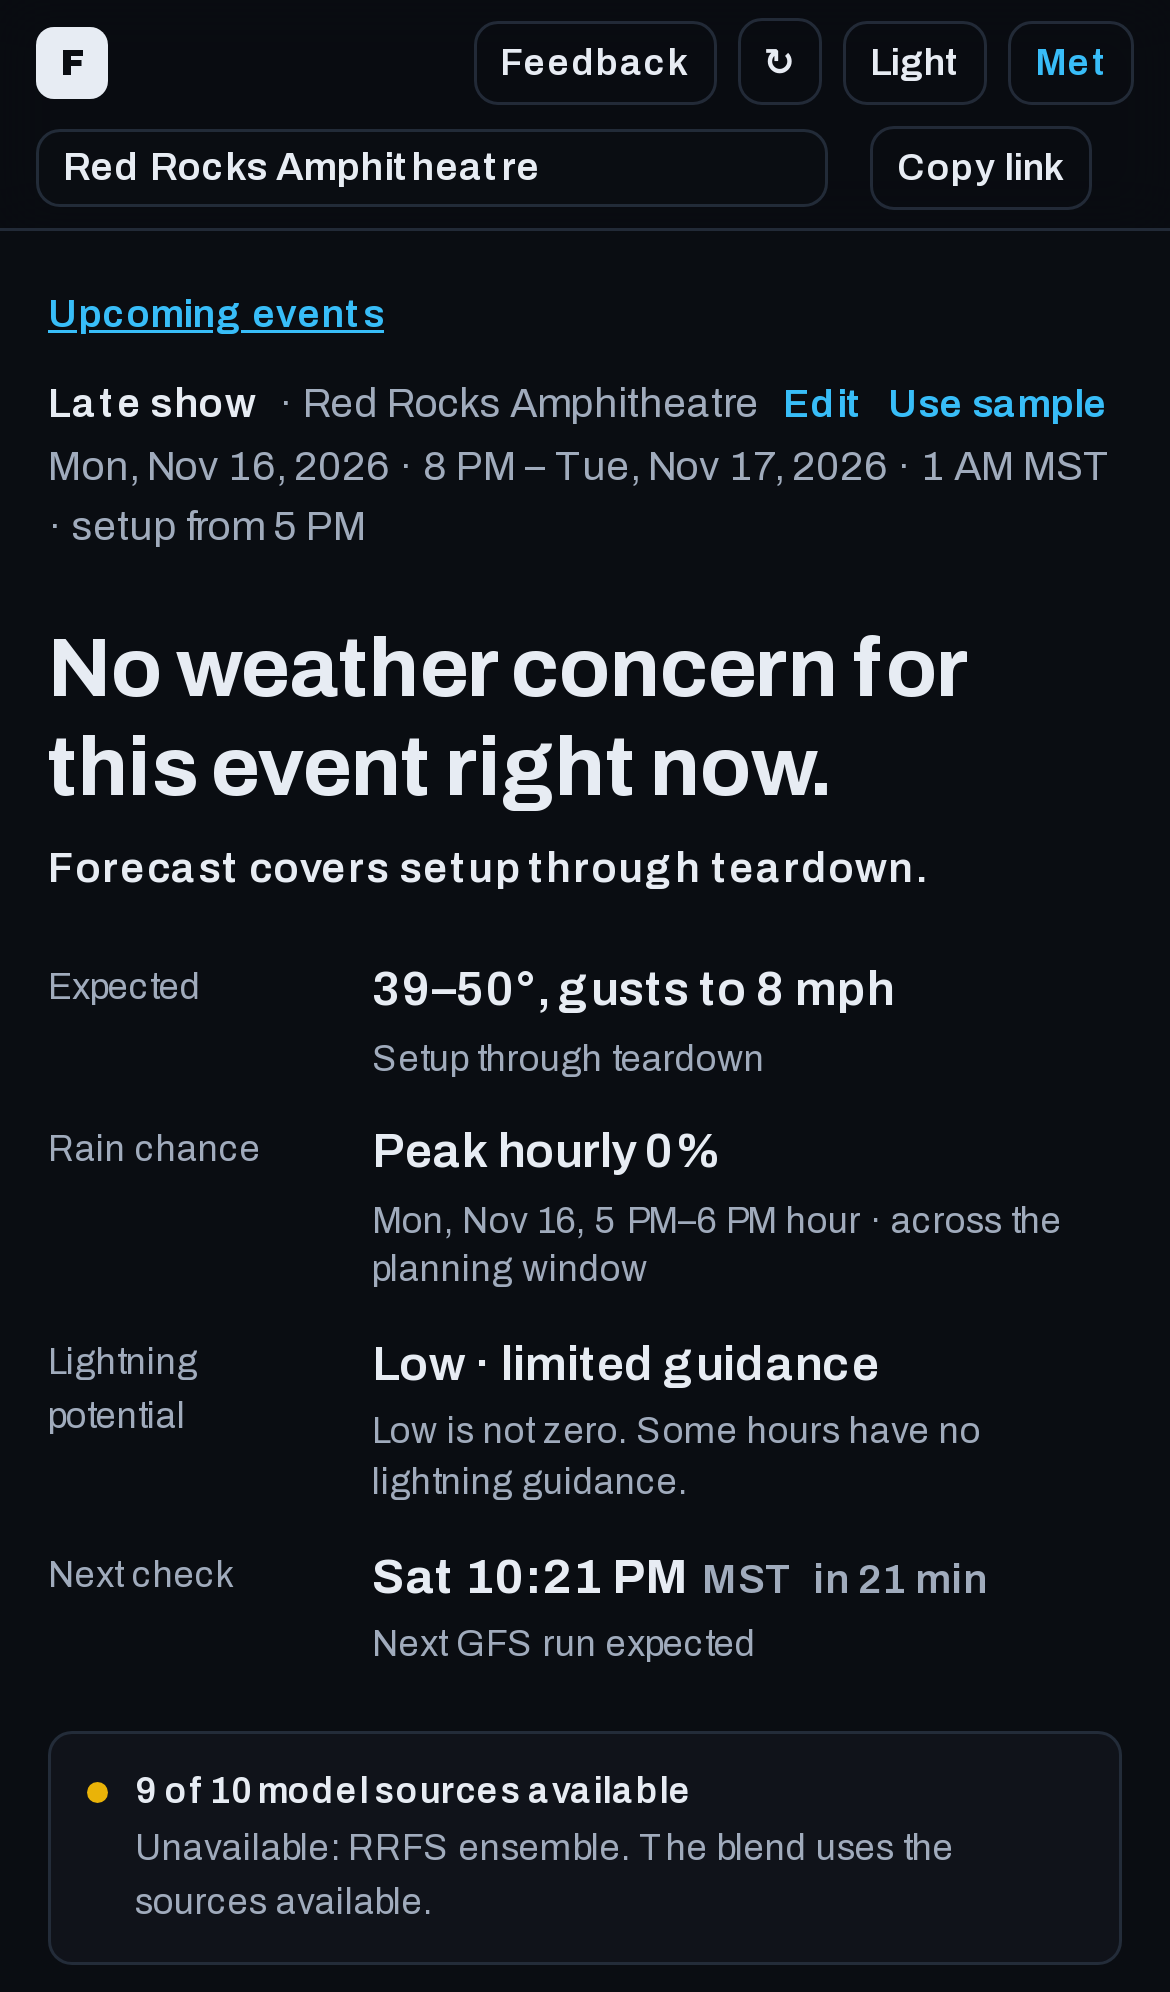 F
Feedback ↻ Light Met
Red Rocks Amphitheatre Copy link
Upcoming events
Late show · Red Rocks Amphitheatre Edit Use sample
Mon, Nov 16, 2026 · 8 PM – Tue, Nov 17, 2026 · 1 AM MST
· setup from 5 PM
No weather concern for
this event right now.
Forecast covers setup through teardown.
Expected 39–50°, gusts to 8 mph
Setup through teardown
Rain chance Peak hourly 0%
Mon, Nov 16, 5 PM–6 PM hour · across the
planning window
Lightning
potential
Low · limited guidance
Low is not zero. Some hours have no
lightning guidance.
Next check Sat 10:21 PM MST in 21 min
Next GFS run expected
9 of 10 model sources available
Unavailable: RRFS ensemble. The blend uses the
sources available.